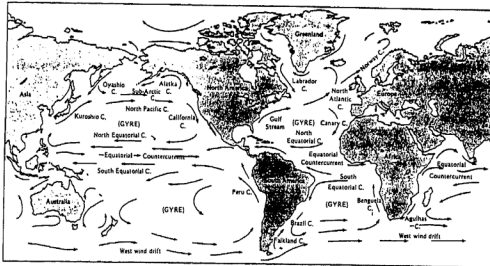 Greenland
Norway
Asia
Oyashio
Alaska
C.
Sub-Arctic
North America
Labrador
C.
North
Atlantic
C.
Europe
Kuroshio C.
North Pacific C.
(GYRE)
California
C.
Gulf
Stream
(GYRE)
Canary C.
North Equatorial C.
North
Equatorial C.
Africa
Equatorial
Countercurrent
Equatorial
Countercurrent
Equatorial
Countercurrent
South Equatorial C.
South
Equatorial C.
Peru C.
Australia
(GYRE)
(GYRE)
Benguela
C.
Brazil C.
Agulhas
C.
Falkland C.
West wind drift
West wind drift